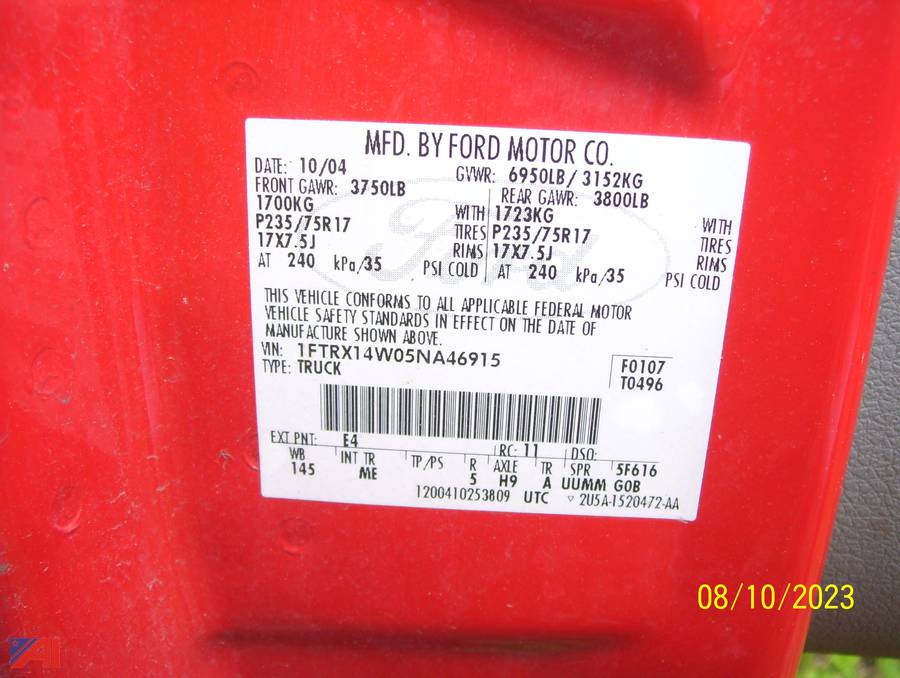 MFD. BY FORD MOTOR CO.
DATE: 10/04 GVWR: 6950LB/ 3152KG
FRONT GAWR: 3750LB REAR GAWR: 3800LB
1700KG WITH 1723KG WITH
P235/75R17 TIRES P235/75R17 TIRES
17X7.5J RIMS 17X7.5J RIMS
AT 240 kPa/35 PSI COLD AT 240 kPa/35 PSI COLD
Ford
THIS VEHICLE CONFORMS TO ALL APPLICABLE FEDERAL MOTOR
VEHICLE SAFETY STANDARDS IN EFFECT ON THE DATE OF
MANUFACTURE SHOWN ABOVE.
VIN: 1FTRX14W05NA46915 F0107
TYPE: TRUCK T0496
EXT PNT: E4 RC: 11 DSO:
WB INT TR TP/PS R AXLE TR SPR 5F616
145 ME 5 H9 A UUMM G0B
1200410253809 UTC ▽ 2U5A-1520472-AA
08/10/2023
AI